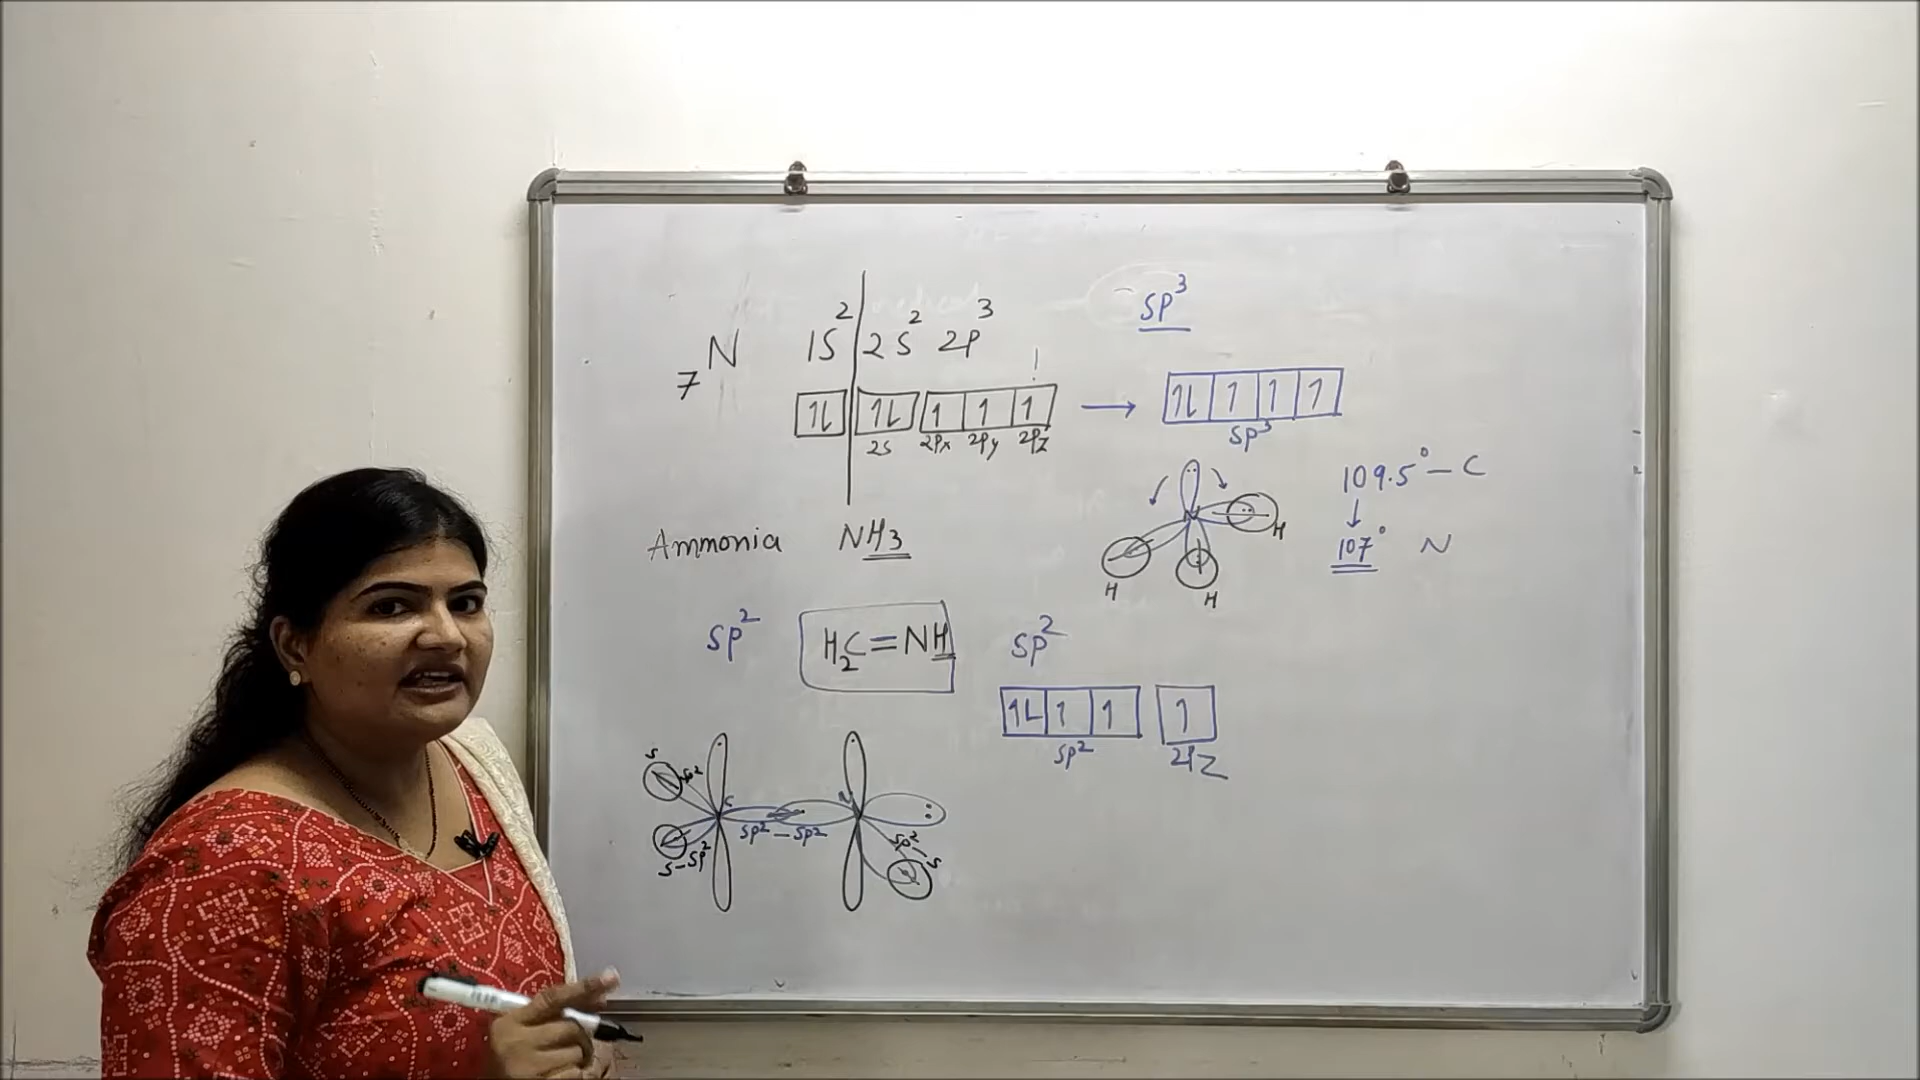 7N 1S² 2S² 2P³
SP³
1L 1L 1 1 1
2S 2Px 2Py 2Pz
1L 1 1 1
SP³
109.5° – C
107° N
N
H
H
H
Ammonia NH3
SP²
H2C=NH
SP²
1L 1 1 1
SP² 2Pz
S
SP²
C
N
SP² – SP²
S–SP²
SP²
S